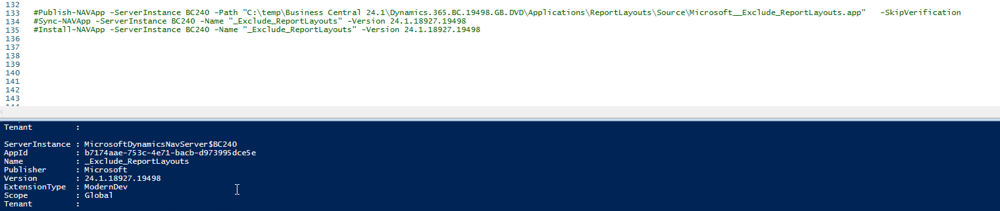 132
133 #Publish-NAVApp -ServerInstance BC240 -Path "C:\temp\Business Central 24.1\Dynamics.365.BC.19498.GB.DVD\Applications\ReportLayouts\Source\Microsoft__Exclude_ReportLayouts.app" -SkipVerification
134 #Sync-NAVApp -ServerInstance BC240 -Name "_Exclude_ReportLayouts" -Version 24.1.18927.19498
135 #Install-NAVApp -ServerInstance BC240 -Name "_Exclude_ReportLayouts" -Version 24.1.18927.19498
136
137
138
139
140
141
142
143
144
Tenant :
ServerInstance : MicrosoftDynamicsNavServer$BC240
AppId : b7174aae-753c-4e71-bacb-d973995dce5e
Name : _Exclude_ReportLayouts
Publisher : Microsoft
Version : 24.1.18927.19498
ExtensionType : ModernDev
Scope : Global
Tenant :